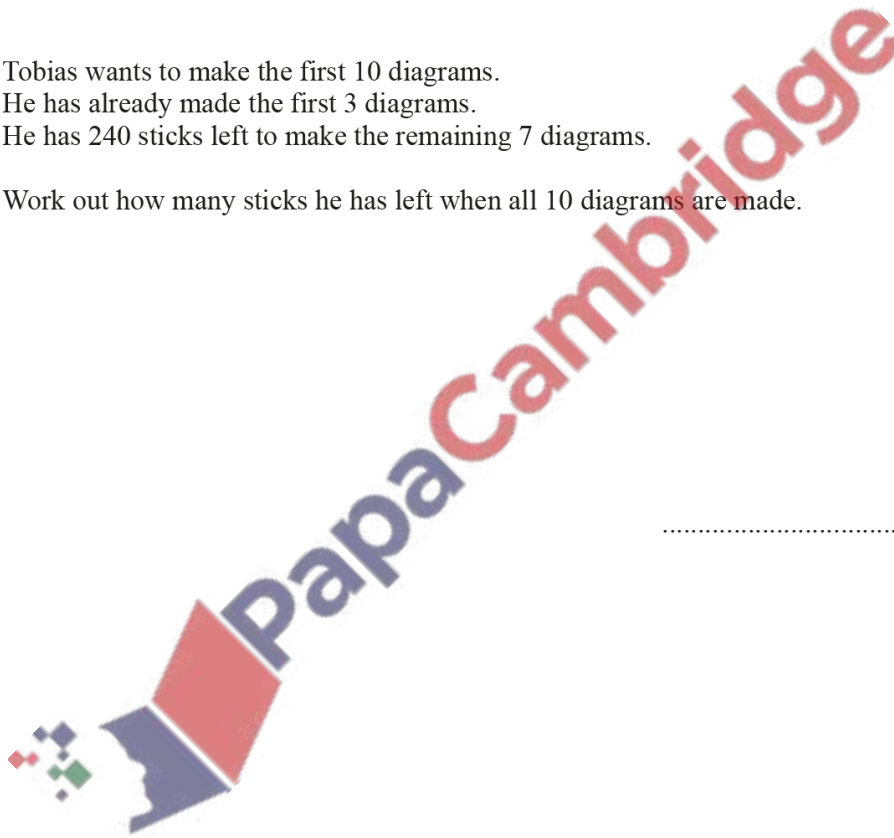 Tobias wants to make the first 10 diagrams.
He has already made the first 3 diagrams.
He has 240 sticks left to make the remaining 7 diagrams.
Work out how many sticks he has left when all 10 diagrams are made.
................................
PapaCambridge